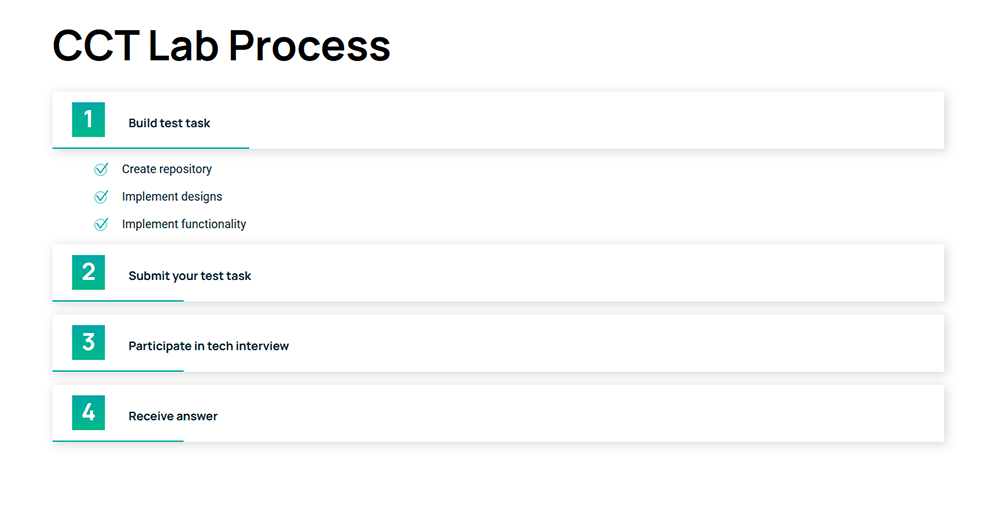 CCT Lab Process
1 Build test task
Create repository
Implement designs
Implement functionality
2 Submit your test task
3 Participate in tech interview
4 Receive answer